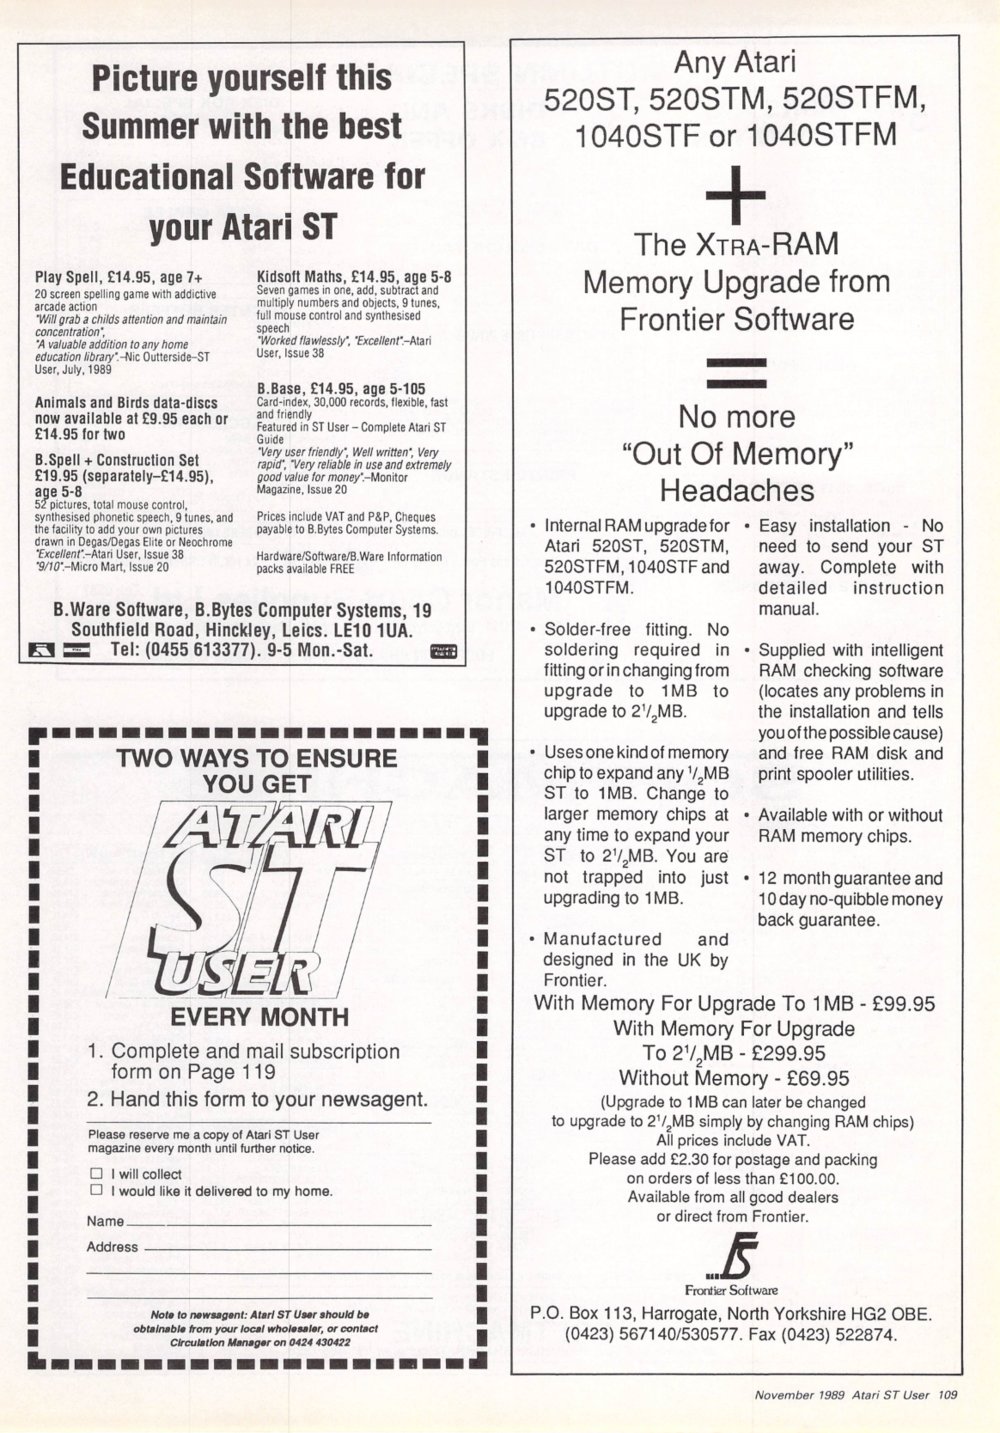 Picture yourself this
Summer with the best
Educational Software for
your Atari ST
Play Spell, £14.95, age 7+
20 screen spelling game with addictive
arcade action
"Will grab a childs attention and maintain
concentration",
"A valuable addition to any home
education library".–Nic Outterside–ST
User, July, 1989
Animals and Birds data-discs
now available at £9.95 each or
£14.95 for two
B.Spell + Construction Set
£19.95 (separately–£14.95),
age 5-8
52 pictures, total mouse control,
synthesised phonetic speech, 9 tunes, and
the facility to add your own pictures
drawn in Degas/Degas Elite or Neochrome
"Excellent".–Atari User, Issue 38
"9/10".–Micro Mart, Issue 20
Kidsoft Maths, £14.95, age 5-8
Seven games in one, add, subtract and
multiply numbers and objects, 9 tunes,
full mouse control and synthesised
speech
"Worked flawlessly", "Excellent".–Atari
User, Issue 38
B.Base, £14.95, age 5-105
Card-index, 30,000 records, flexible, fast
and friendly
Featured in ST User – Complete Atari ST
Guide
"Very user friendly", Well written", Very
rapid", "Very reliable in use and extremely
good value for money".–Monitor
Magazine, Issue 20
Prices include VAT and P&P, Cheques
payable to B.Bytes Computer Systems.
Hardware/Software/B.Ware Information
packs available FREE
B.Ware Software, B.Bytes Computer Systems, 19
Southfield Road, Hinckley, Leics. LE10 1UA.
Tel: (0455 613377). 9-5 Mon.-Sat.
TWO WAYS TO ENSURE
YOU GET
ATARI
ST
USER
EVERY MONTH
1. Complete and mail subscription
form on Page 119
2. Hand this form to your newsagent.
Please reserve me a copy of Atari ST User
magazine every month until further notice.
I will collect
I would like it delivered to my home.
Name
Address
Note to newsagent: Atari ST User should be
obtainable from your local wholesaler, or contact
Circulation Manager on 0424 430422
Any Atari
520ST, 520STM, 520STFM,
1040STF or 1040STFM
+
The XTRA-RAM
Memory Upgrade from
Frontier Software
=
No more
“Out Of Memory”
Headaches
• Internal RAM upgrade for
Atari 520ST, 520STM,
520STFM, 1040STF and
1040STFM.
• Solder-free fitting. No
soldering required in
fitting or in changing from
upgrade to 1MB to
upgrade to 2 1/2MB.
• Uses one kind of memory
chip to expand any 1/2MB
ST to 1MB. Change to
larger memory chips at
any time to expand your
ST to 2 1/2MB. You are
not trapped into just
upgrading to 1MB.
• Manufactured and
designed in the UK by
Frontier.
• Easy installation - No
need to send your ST
away. Complete with
detailed instruction
manual.
• Supplied with intelligent
RAM checking software
(locates any problems in
the installation and tells
you of the possible cause)
and free RAM disk and
print spooler utilities.
• Available with or without
RAM memory chips.
• 12 month guarantee and
10 day no-quibble money
back guarantee.
With Memory For Upgrade To 1MB - £99.95
With Memory For Upgrade
To 2 1/2MB - £299.95
Without Memory - £69.95
(Upgrade to 1MB can later be changed
to upgrade to 2 1/2MB simply by changing RAM chips)
All prices include VAT.
Please add £2.30 for postage and packing
on orders of less than £100.00.
Available from all good dealers
or direct from Frontier.
FS
Frontier Software
P.O. Box 113, Harrogate, North Yorkshire HG2 OBE.
(0423) 567140/530577. Fax (0423) 522874.
November 1989 Atari ST User 109